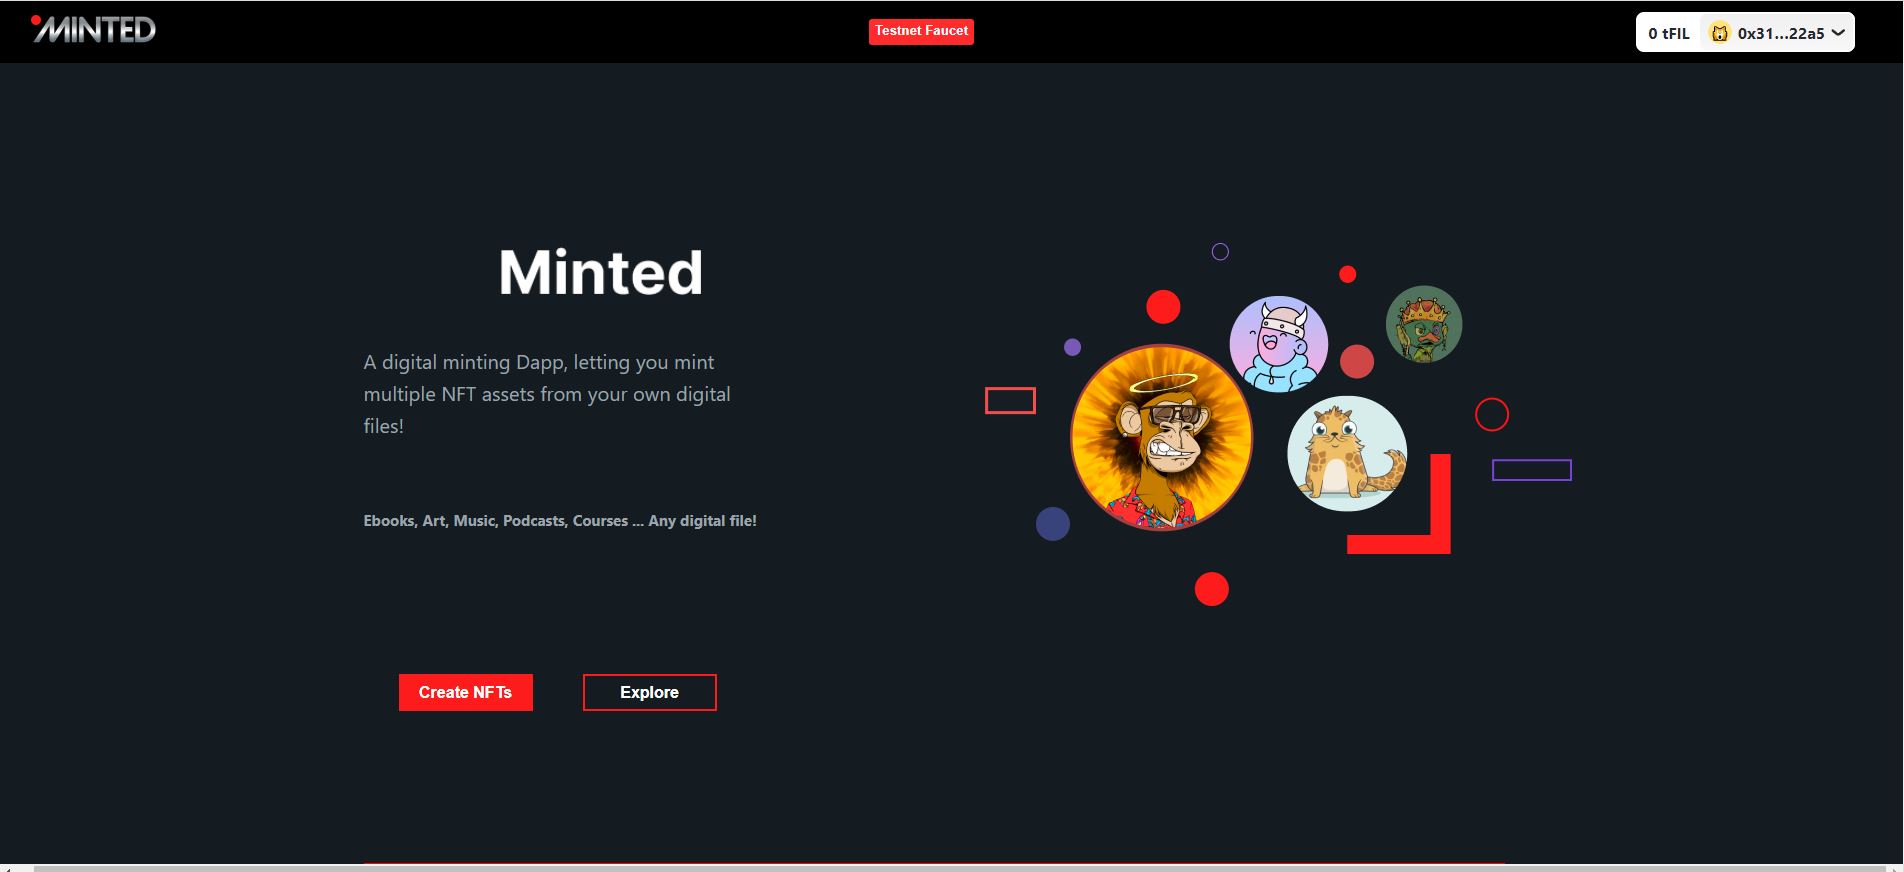 MINTED
Testnet Faucet
0 tFIL 0x31...22a5
Minted
A digital minting Dapp, letting you mint
multiple NFT assets from your own digital
files!
Ebooks, Art, Music, Podcasts, Courses ... Any digital file!
Create NFTs
Explore